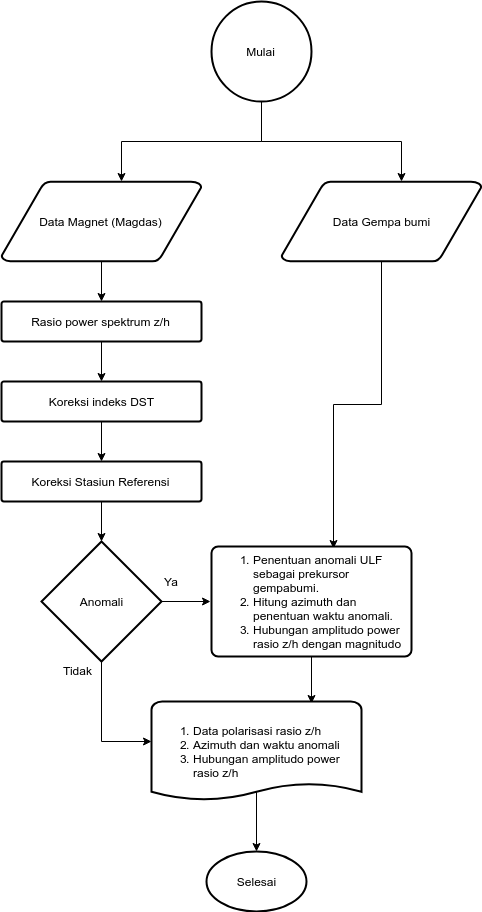 Mulai
Data Magnet (Magdas)
Data Gempa bumi
Rasio power spektrum z/h
Koreksi indeks DST
Koreksi Stasiun Referensi
Anomali
Ya
Tidak
1. Penentuan anomali ULF
sebagai prekursor
gempabumi.
2. Hitung azimuth dan
penentuan waktu anomali.
3. Hubungan amplitudo power
rasio z/h dengan magnitudo
1. Data polarisasi rasio z/h
2. Azimuth dan waktu anomali
3. Hubungan amplitudo power
rasio z/h
Selesai